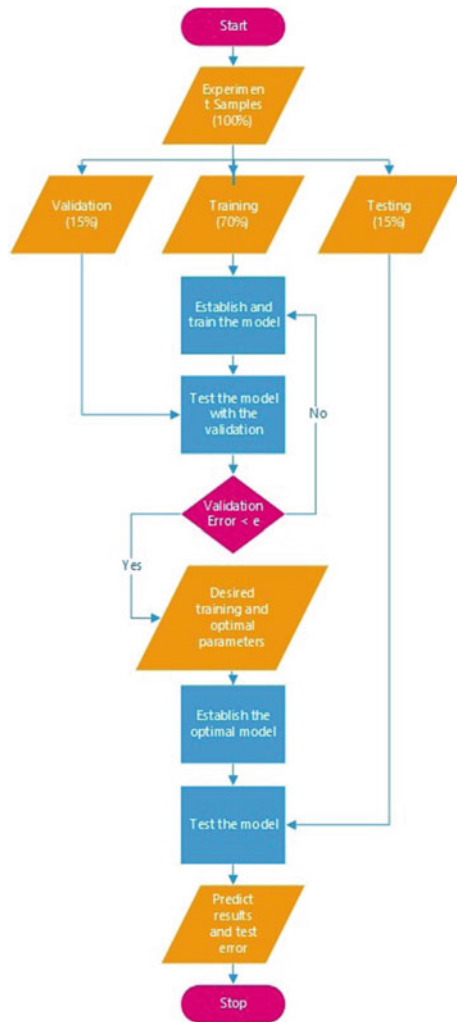 Start
Experimen
t Samples
(100%)
Validation
(15%)
Training
(70%)
Testing
(15%)
Establish and
train the model
Test the model
with the
validation
No
Validation
Error < e
Yes
Desired
training and
optimal
parameters
Establish the
optimal model
Test the model
Predict
results
and test
error
Stop